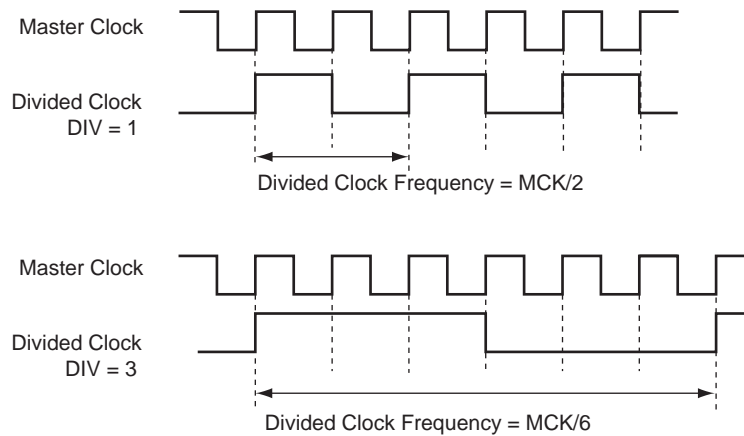 Master Clock
Divided Clock
DIV = 1
Divided Clock Frequency = MCK/2
Master Clock
Divided Clock
DIV = 3
Divided Clock Frequency = MCK/6